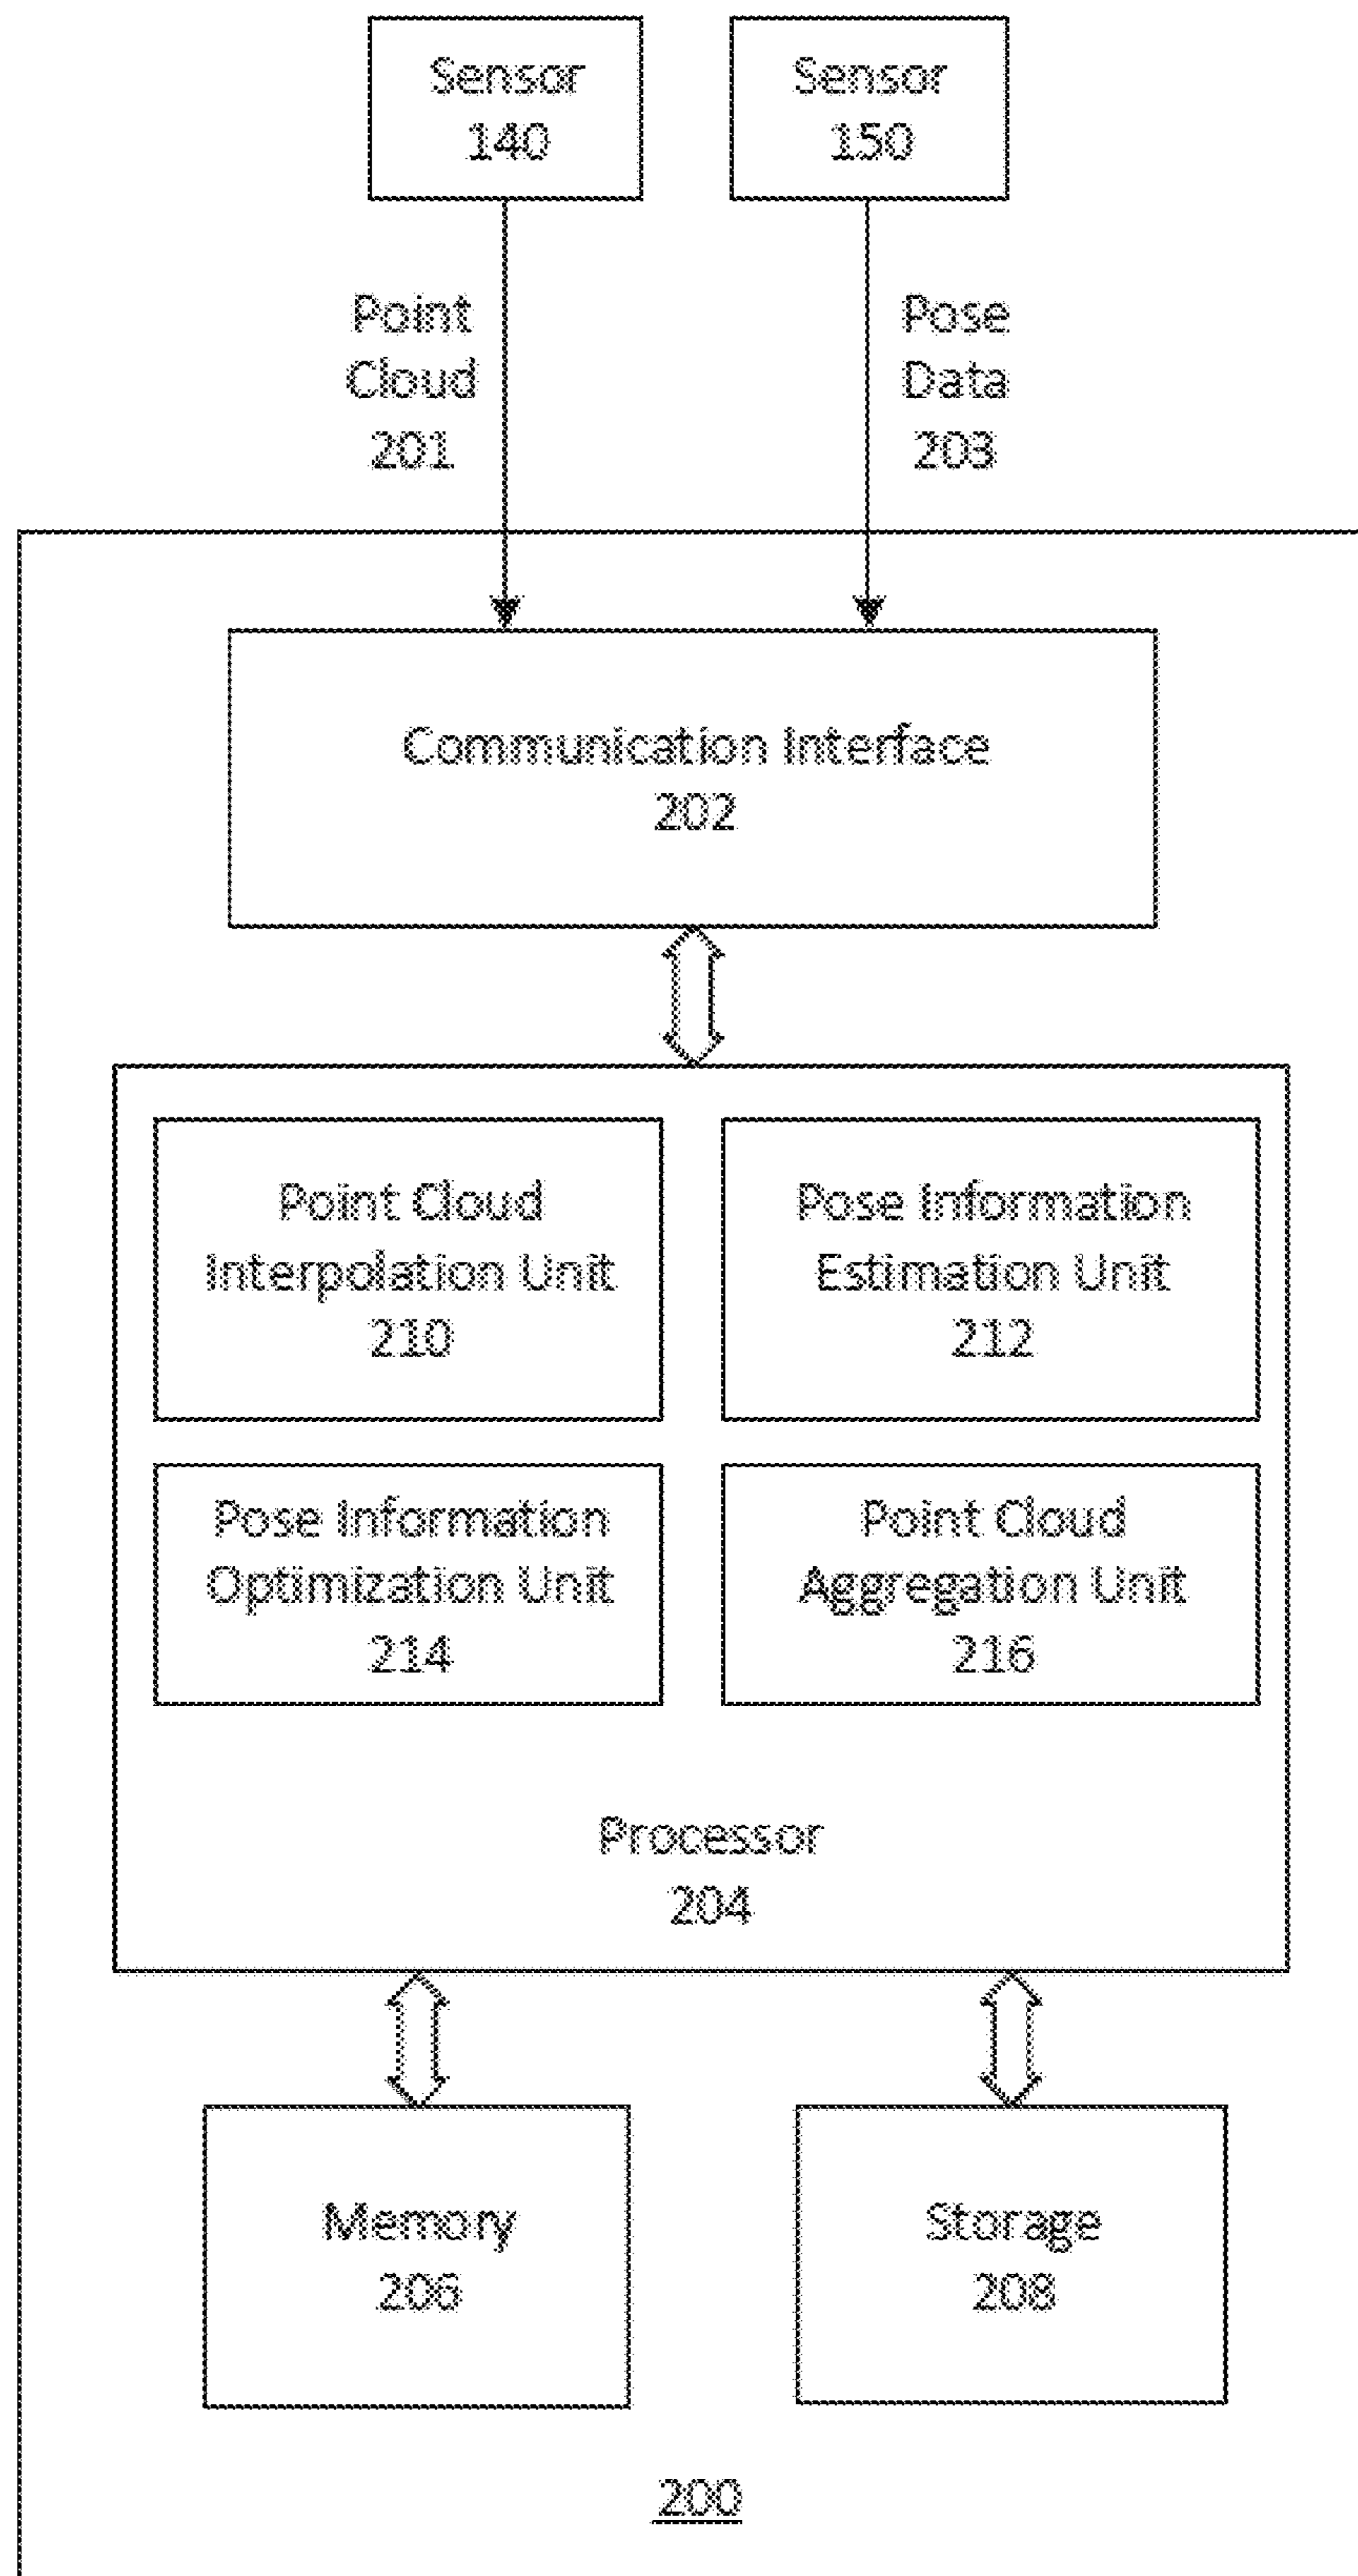 Sensor
140
Sensor
150
Point
Cloud
201
Pose
Data
203
Communication Interface
202
Point Cloud
Interpolation Unit
210
Pose Information
Estimation Unit
212
Pose Information
Optimization Unit
214
Point Cloud
Aggregation Unit
216
Processor
204
Memory
206
Storage
208
200